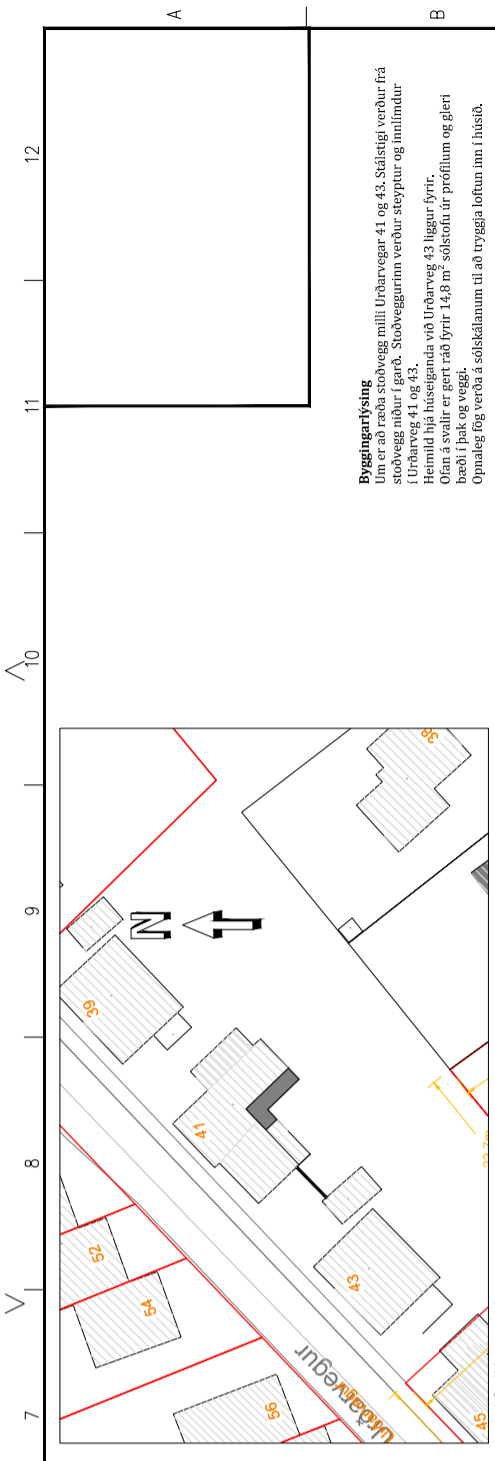 A
B
12
11
10
9
8
7
Byggingarlýsing
Um er að ræða stoðvegg milli Urðarvegar 41 og 43. Stálstigi verður frá
stoðvegg niður í garð. Stoðveggurinn verður steyptur og innlímdur
í Urðarveg 41 og 43.
Heimild hjá húseiganda við Urðarveg 43 liggur fyrir.
Ofan á svalir er gert ráð fyrir 14,8 m² sólstofu úr prófílum og gleri
bæði í þak og veggi.
Opnaleg fög verða á sólskálanum til að tryggja loftun inn í húsið.
N
39
38
41
52
54
43
56
45
Urðarvegur